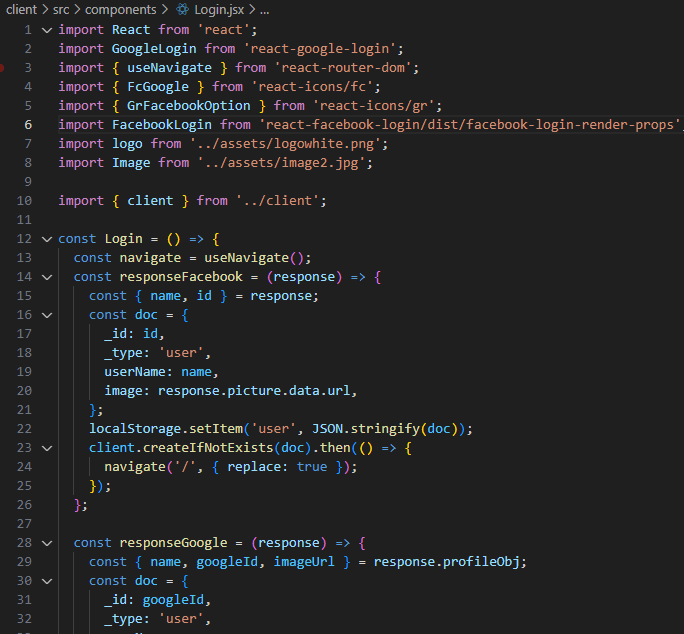 client > src > components > Login.jsx > ...
1 import React from 'react';
2 import GoogleLogin from 'react-google-login';
3 import { useNavigate } from 'react-router-dom';
4 import { FcGoogle } from 'react-icons/fc';
5 import { GrFacebookOption } from 'react-icons/gr';
6 import FacebookLogin from 'react-facebook-login/dist/facebook-login-render-props'
7 import logo from '../assets/logowhite.png';
8 import Image from '../assets/image2.jpg';
9
10 import { client } from '../client';
11
12 const Login = () => {
13   const navigate = useNavigate();
14   const responseFacebook = (response) => {
15     const { name, id } = response;
16     const doc = {
17       _id: id,
18       _type: 'user',
19       userName: name,
20       image: response.picture.data.url,
21     };
22     localStorage.setItem('user', JSON.stringify(doc));
23     client.createIfNotExists(doc).then(() => {
24       navigate('/', { replace: true });
25     });
26   };
27
28   const responseGoogle = (response) => {
29     const { name, googleId, imageUrl } = response.profileObj;
30     const doc = {
31       _id: googleId,
32       _type: 'user',